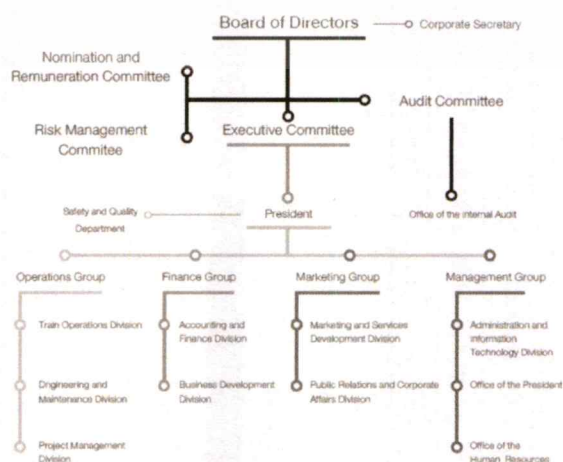 Board of Directors
Corporate Secretary
Nomination and
Remuneration Committee
Audit Committee
Risk Management
Commitee
Executive Committee
Safety and Quality
Department
President
Office of the Internal Audit
Operations Group
Finance Group
Marketing Group
Management Group
Train Operations Division
Accounting and
Finance Division
Marketing and Services
Development Division
Administration and
Information
Technology Division
Engineering and
Maintenance Division
Business Development
Division
Public Relations and Corporate
Affairs Division
Office of the President
Project Management
Division
Office of the
Human Resources